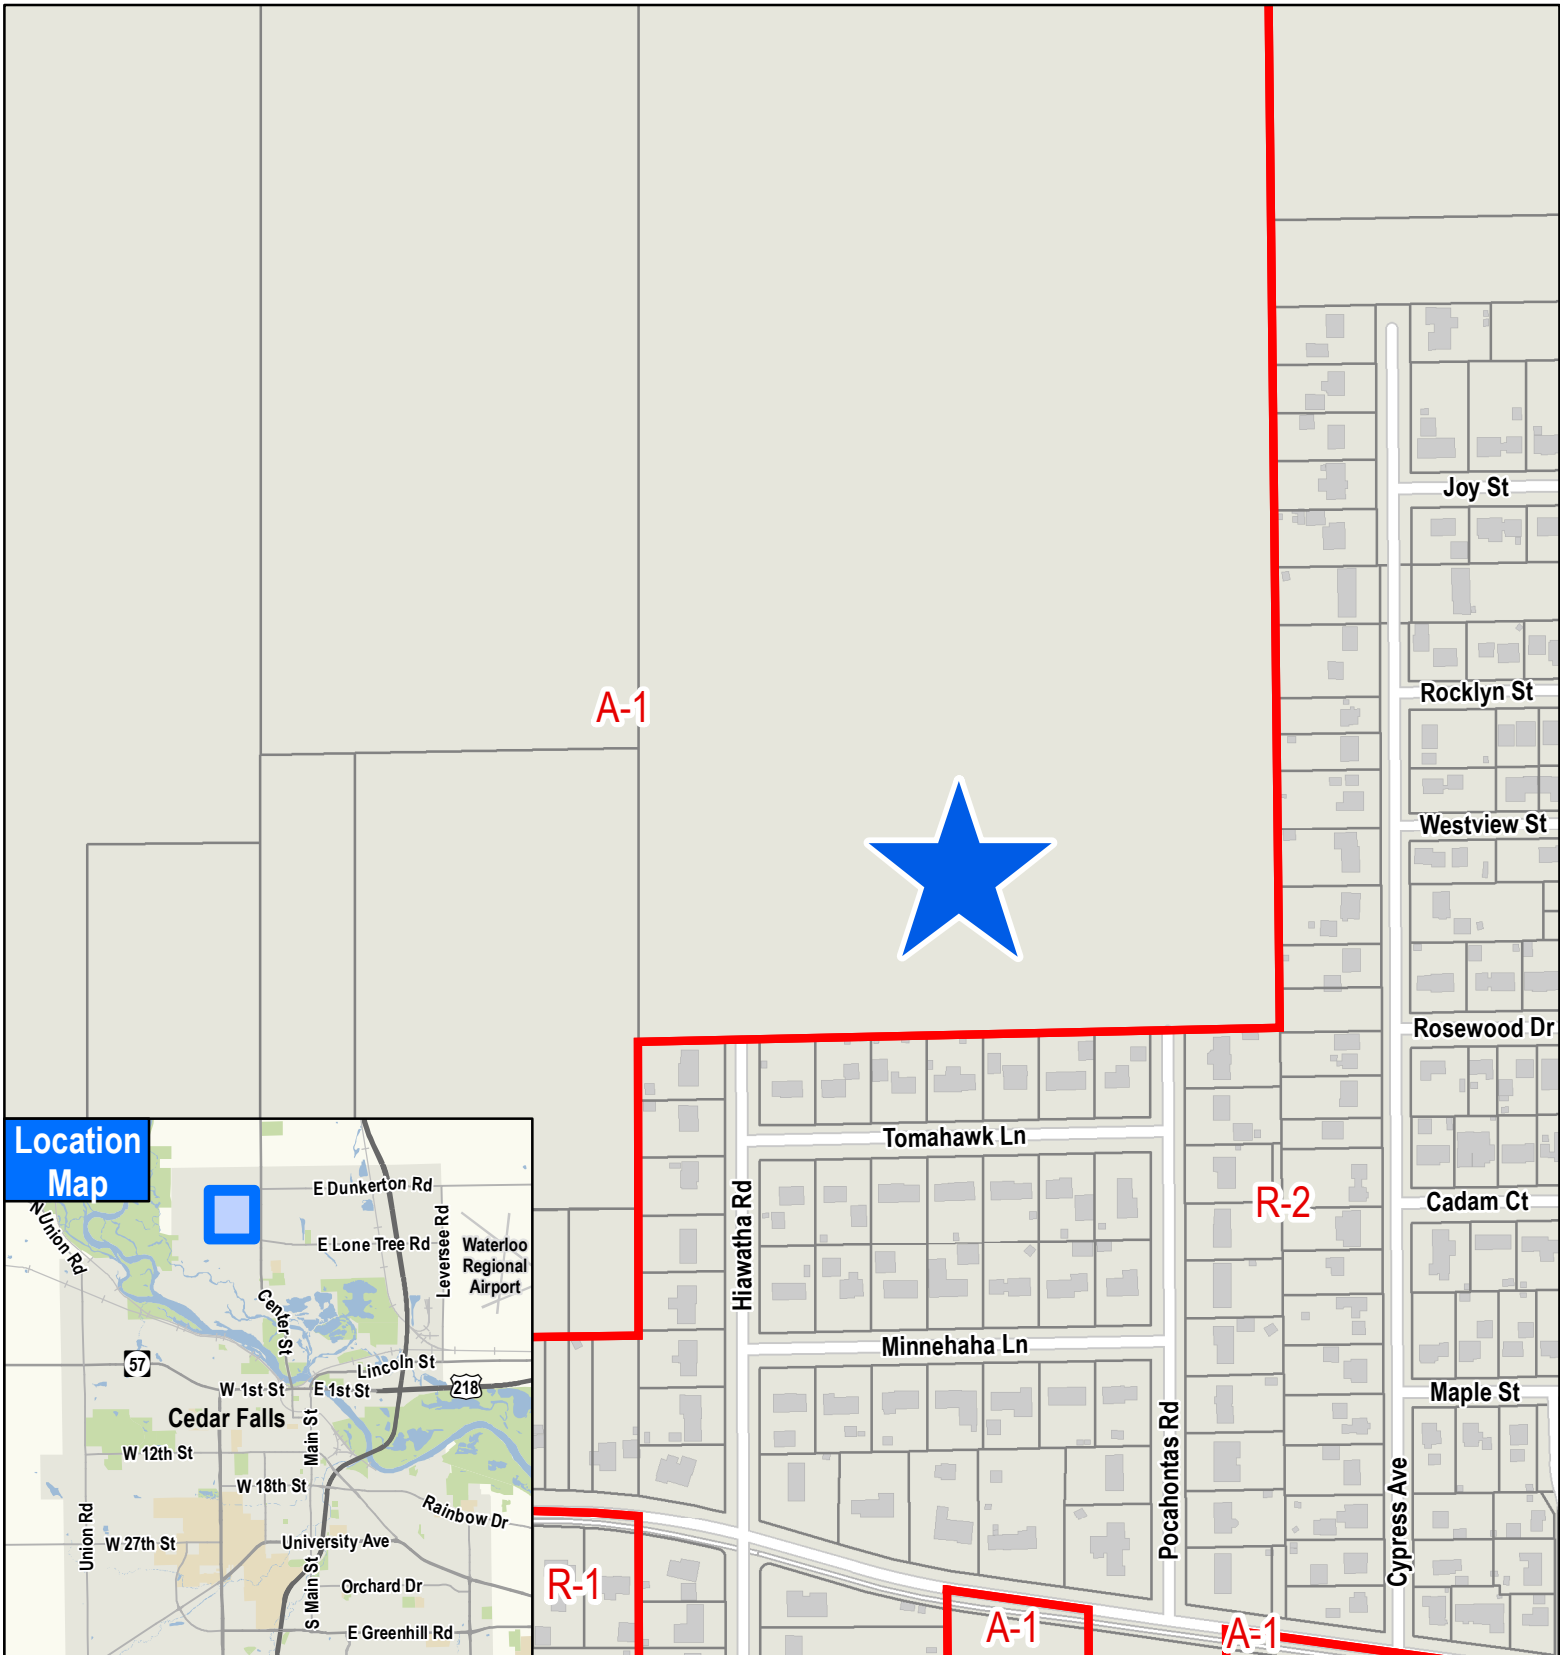 Joy St
Rocklyn St
A-1
Westview St
Rosewood Dr
Tomahawk Ln
Cadam Ct
R-2
Hiawatha Rd
Minnehaha Ln
Maple St
Pocahontas Rd
Cypress Ave
R-1
A-1
A-1
Location
Map
E Dunkerton Rd
N Union Rd
E Lone Tree Rd
Leversee Rd
Waterloo
Regional
Airport
Center St
57
Lincoln St
W 1st St
E 1st St
218
Cedar Falls
Main St
W 12th St
W 18th St
Rainbow Dr
Union Rd
W 27th St
University Ave
S Main St
Orchard Dr
E Greenhill Rd